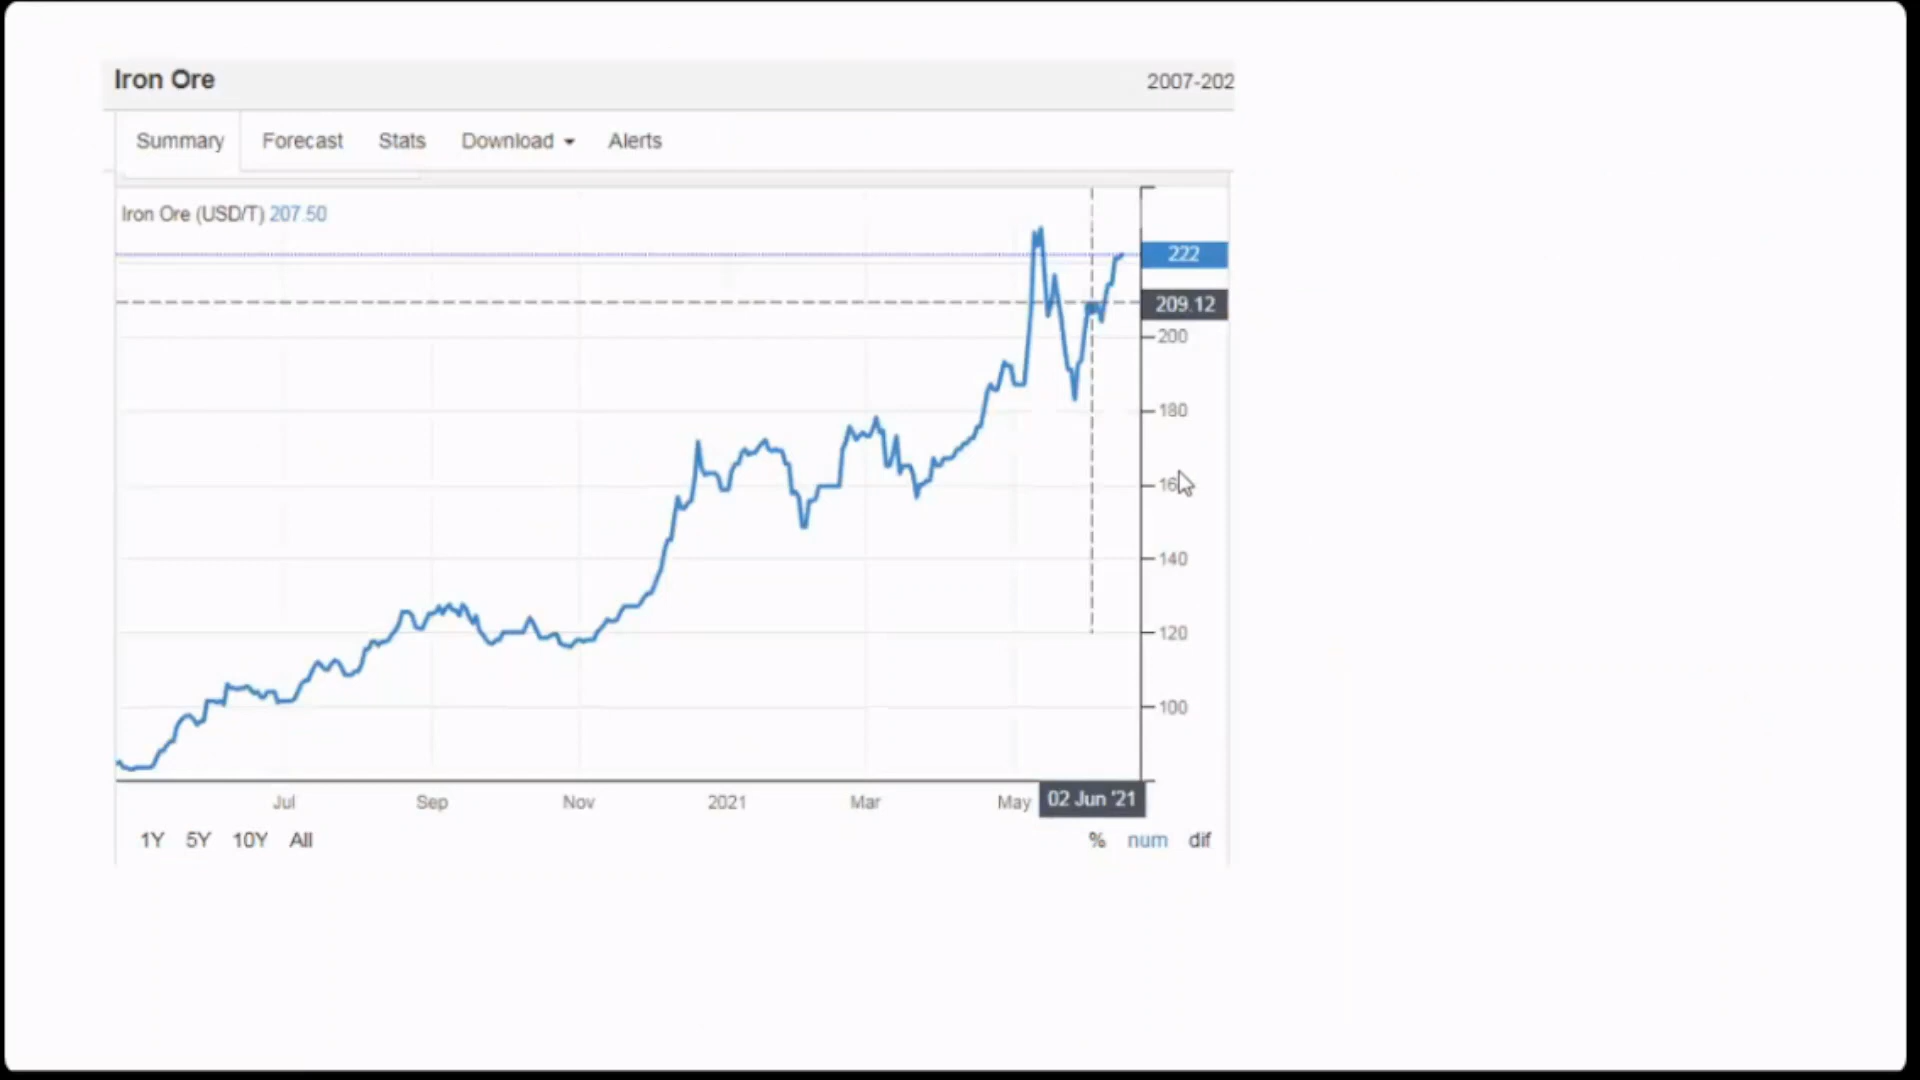 Iron Ore 2007-202
Summary Forecast Stats Download Alerts
Iron Ore (USD/T) 207.50
222
209.12
200
180
160
140
120
100
Jul Sep Nov 2021 Mar May 02 Jun '21
1Y 5Y 10Y All % num dif